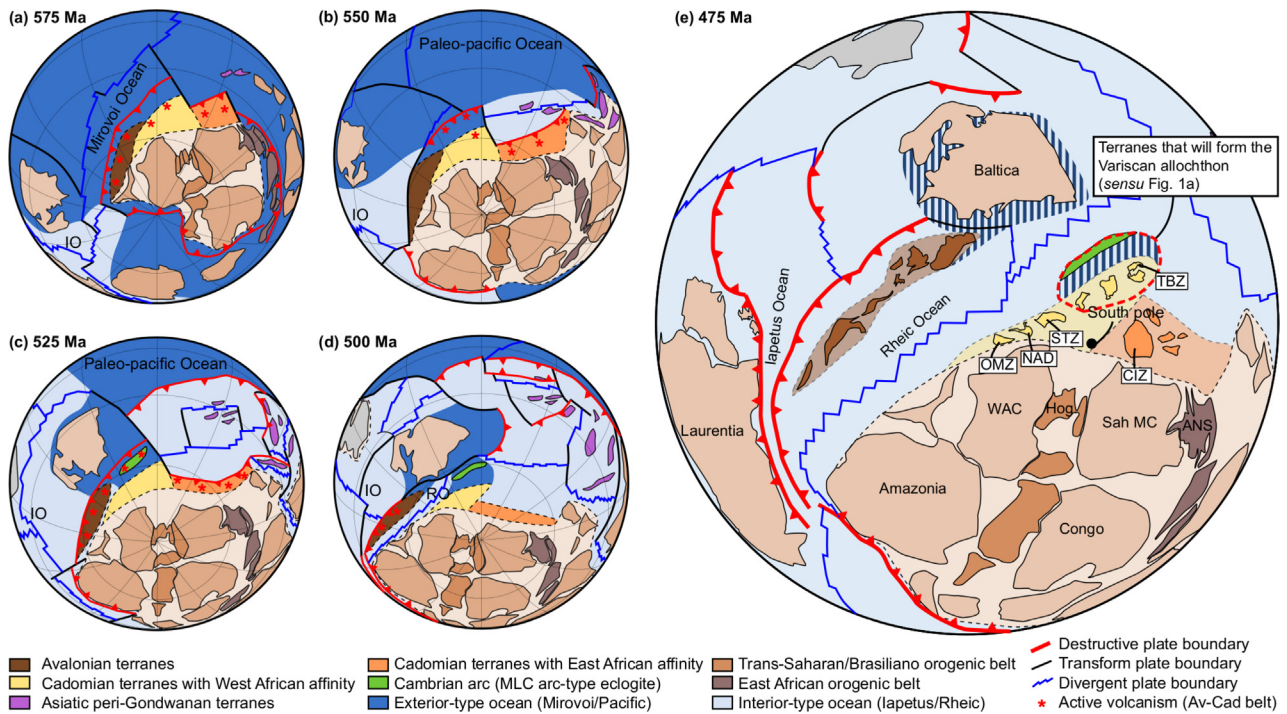 (a) 575 Ma
Mirovoi Ocean
IO
(b) 550 Ma
Paleo-pacific Ocean
IO
(c) 525 Ma
Paleo-pacific Ocean
IO
(d) 500 Ma
IO
RO
(e) 475 Ma
Baltica
Terranes that will form the
Variscan allochthon
(sensu Fig. 1a)
Iapetus Ocean
Rheic Ocean
TBZ
South pole
STZ
NAD
OMZ
CIZ
WAC
Hog.
Sah MC
ANS
Laurentia
Amazonia
Congo
Avalonian terranes
Cadomian terranes with West African affinity
Asiatic peri-Gondwanan terranes
Cadomian terranes with East African affinity
Cambrian arc (MLC arc-type eclogite)
Exterior-type ocean (Mirovoi/Pacific)
Trans-Saharan/Brasiliano orogenic belt
East African orogenic belt
Interior-type ocean (Iapetus/Rheic)
Destructive plate boundary
Transform plate boundary
Divergent plate boundary
Active volcanism (Av-Cad belt)